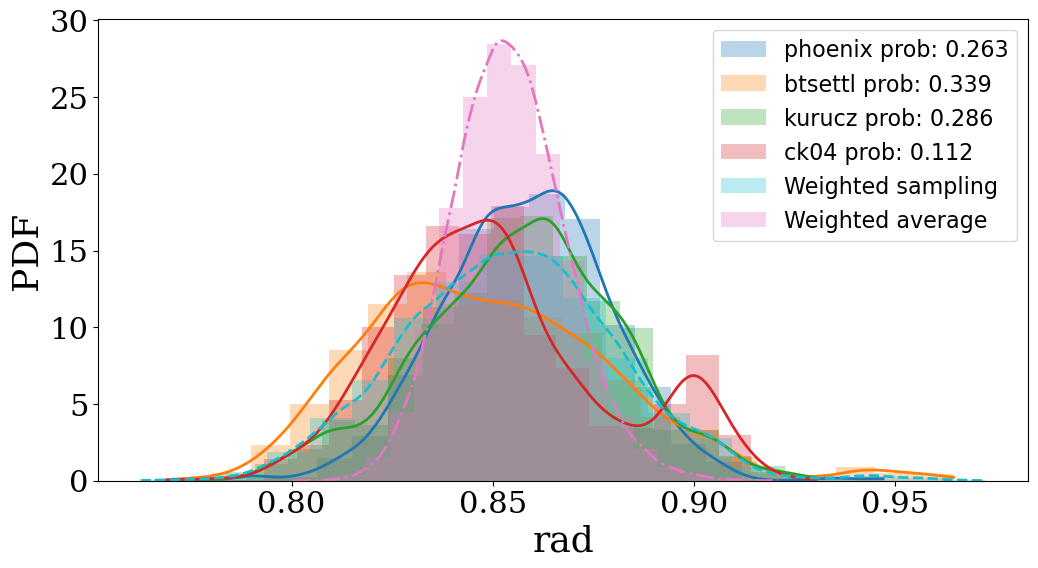 30
25
20
15
10
5
0
PDF
0.80 0.85 0.90 0.95
rad
phoenix prob: 0.263
btsettl prob: 0.339
kurucz prob: 0.286
ck04 prob: 0.112
Weighted sampling
Weighted average